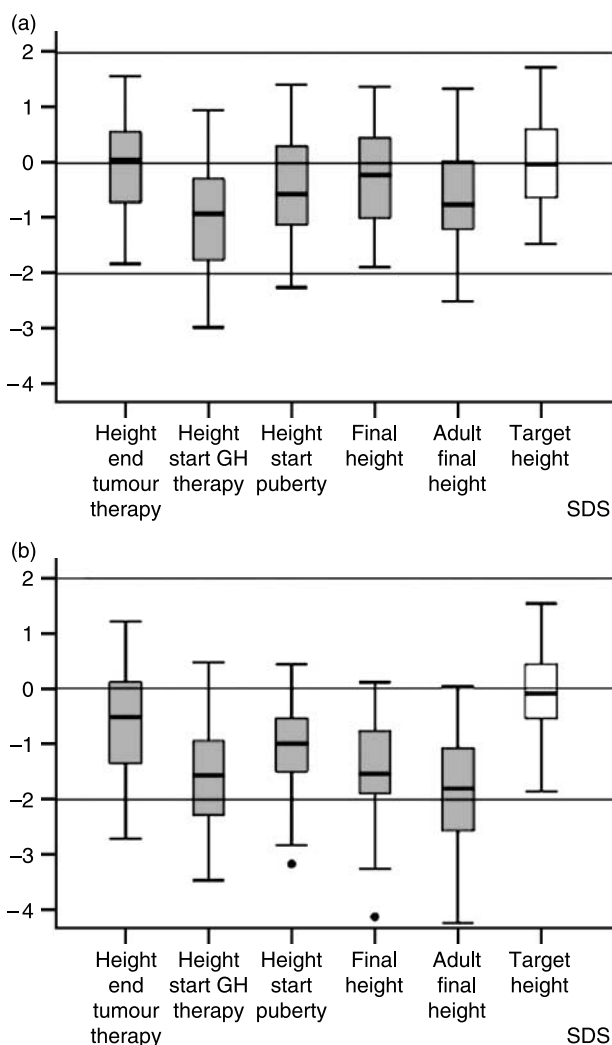 (a)
2
1
0
−1
−2
−3
−4
Height end tumour therapy
Height start GH therapy
Height start puberty
Final height
Adult final height
Target height
SDS
(b)
2
1
0
−1
−2
−3
−4
Height end tumour therapy
Height start GH therapy
Height start puberty
Final height
Adult final height
Target height
SDS